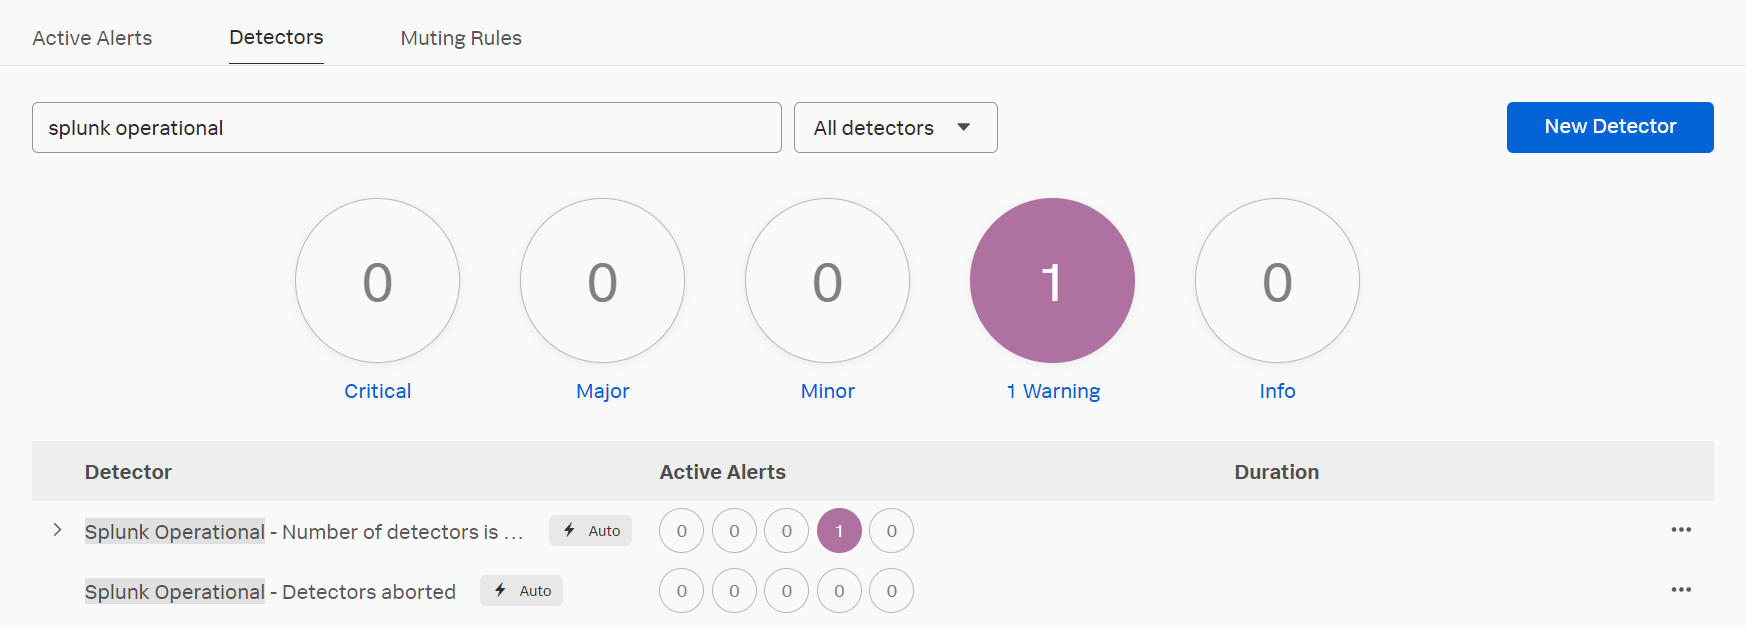 Active Alerts Detectors Muting Rules
splunk operational All detectors New Detector
0 0 0 1 0
Critical Major Minor 1 Warning Info
Detector Active Alerts Duration
Splunk Operational - Number of detectors is ... Auto 0 0 0 1 0
Splunk Operational - Detectors aborted Auto 0 0 0 0 0